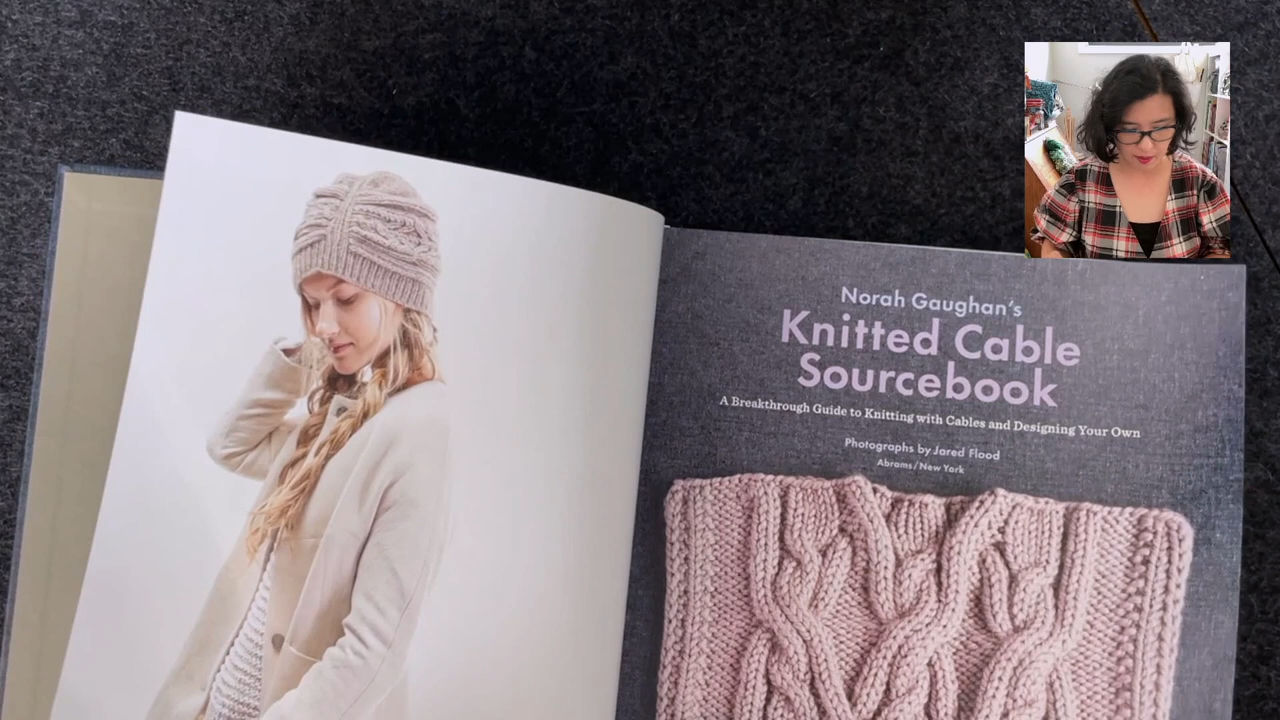 Norah Gaughan's
Knitted Cable
Sourcebook
A Breakthrough Guide to Knitting with Cables and Designing Your Own
Photographs by Jared Flood
Abrams/New York